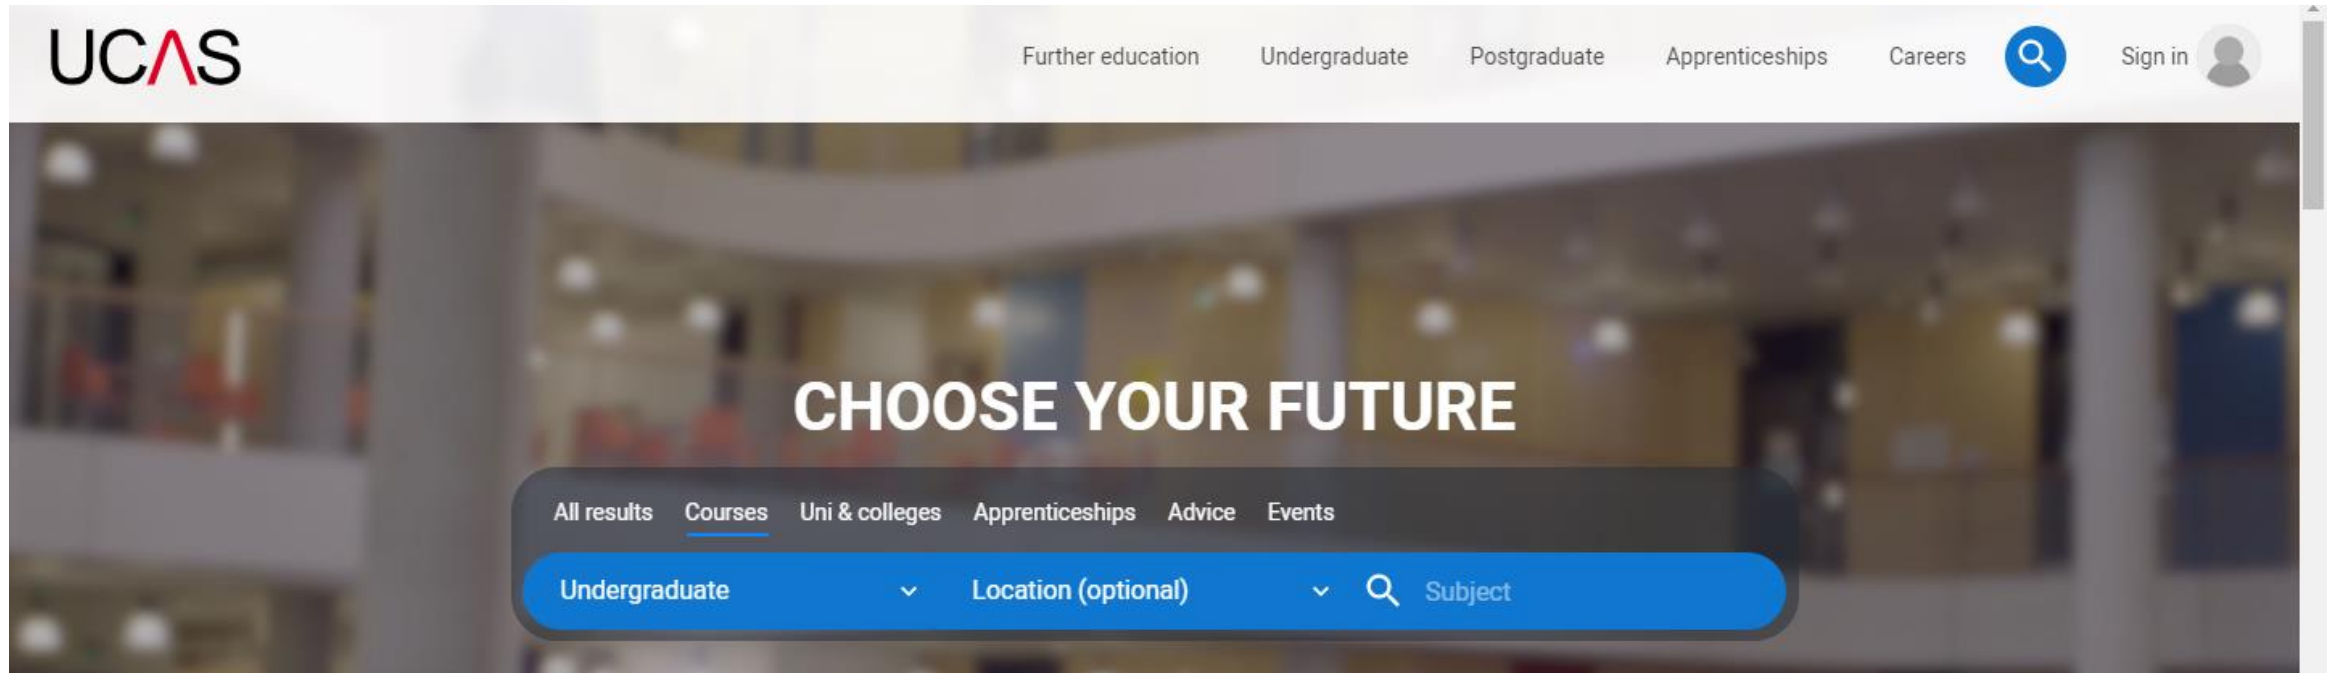 UCAS
Further education Undergraduate Postgraduate Apprenticeships Careers Sign in
CHOOSE YOUR FUTURE
All results Courses Uni & colleges Apprenticeships Advice Events
Undergraduate Location (optional) Subject